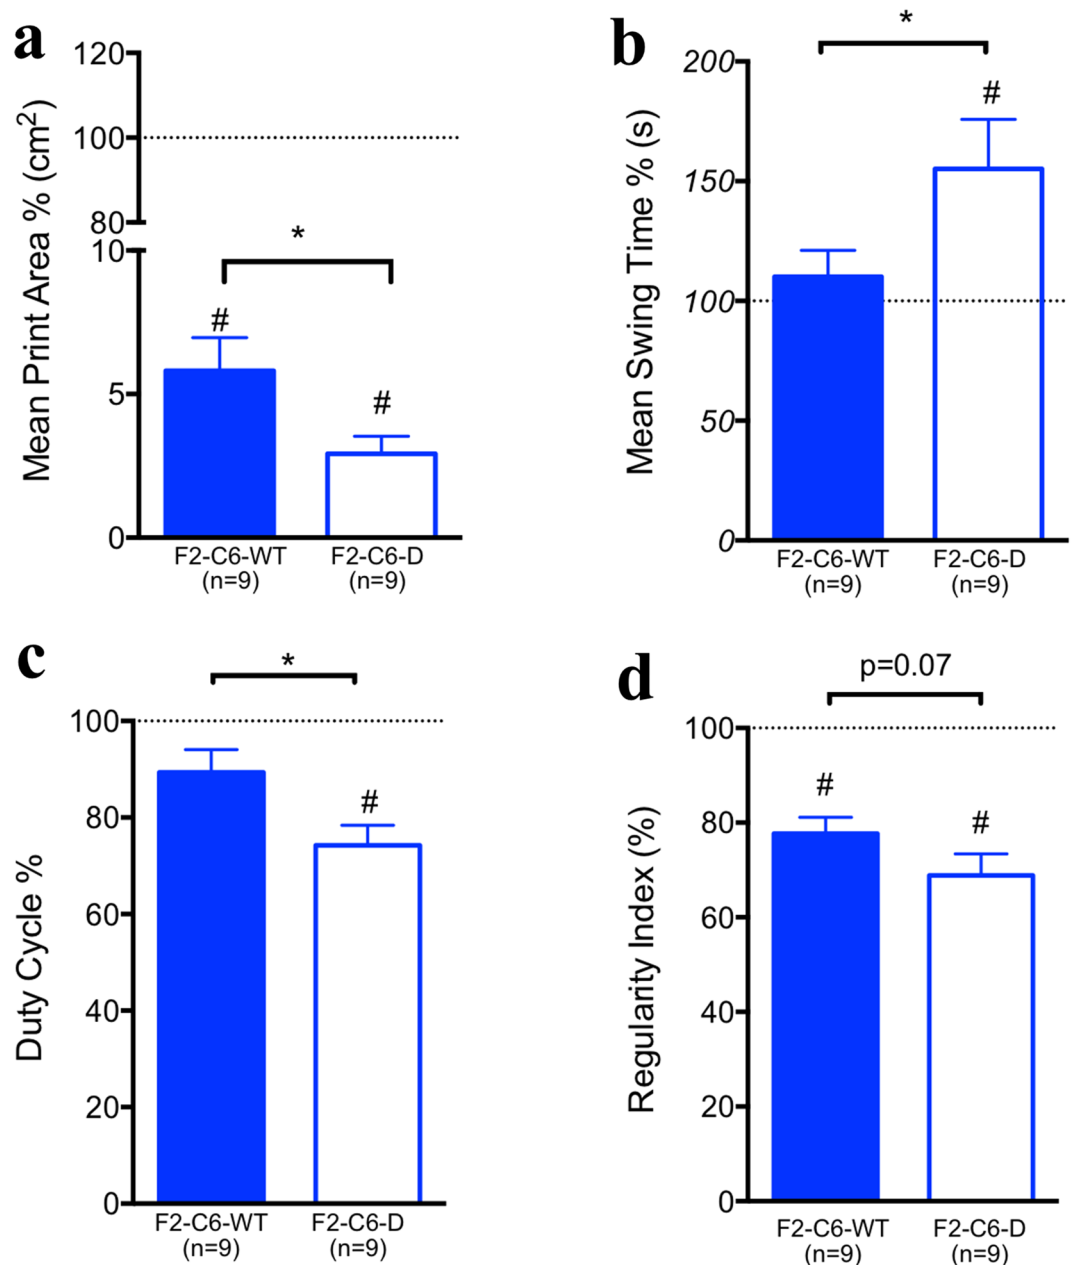 a
Mean Print Area % (cm2)
120
100
80
10
5
0
*
#
#
F2-C6-WT
(n=9)
F2-C6-D
(n=9)
b
Mean Swing Time % (s)
200
150
100
50
0
*
#
F2-C6-WT
(n=9)
F2-C6-D
(n=9)
c
Duty Cycle %
100
80
60
40
20
0
*
#
F2-C6-WT
(n=9)
F2-C6-D
(n=9)
d
Regularity Index (%)
100
80
60
40
20
0
p=0.07
#
#
F2-C6-WT
(n=9)
F2-C6-D
(n=9)